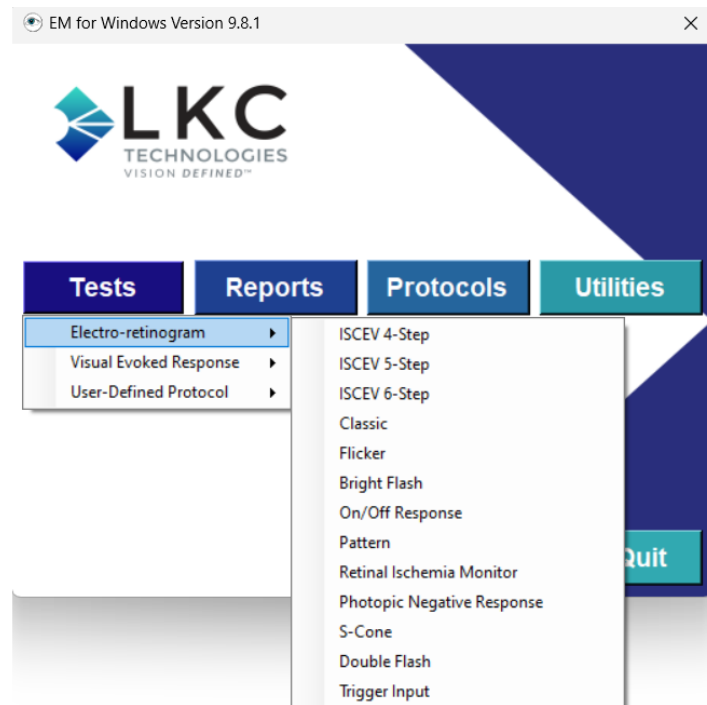 EM for Windows Version 9.8.1
LKC
TECHNOLOGIES
VISION DEFINED™
Tests
Reports
Protocols
Utilities
Electro-retinogram
Visual Evoked Response
User-Defined Protocol
ISCEV 4-Step
ISCEV 5-Step
ISCEV 6-Step
Classic
Flicker
Bright Flash
On/Off Response
Pattern
Retinal Ischemia Monitor
Photopic Negative Response
S-Cone
Double Flash
Trigger Input
Quit